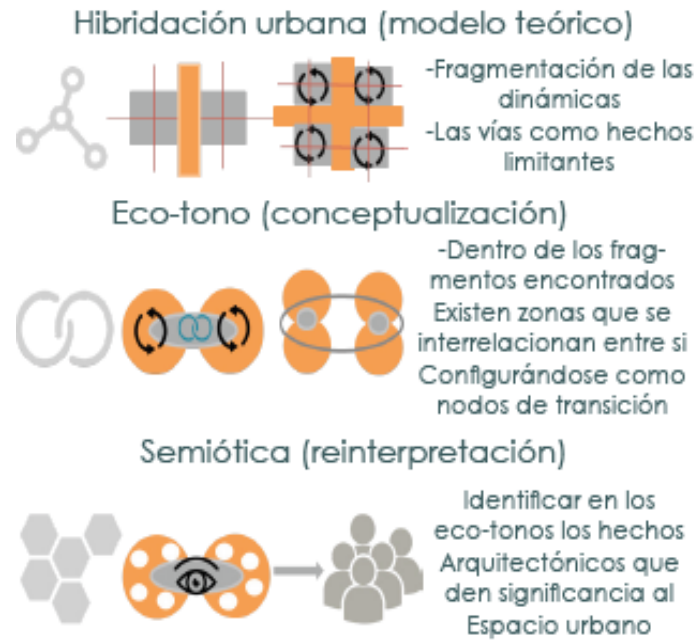 Hibridación urbana (modelo teórico)
-Fragmentación de las
dinámicas
-Las vías como hechos
limitantes
Eco-tono (conceptualización)
-Dentro de los frag-
mentos encontrados
Existen zonas que se
interrelacionan entre si
Configurándose como
nodos de transición
Semiótica (reinterpretación)
Identificar en los
eco-tonos los hechos
Arquitectónicos que
den significancia al
Espacio urbano